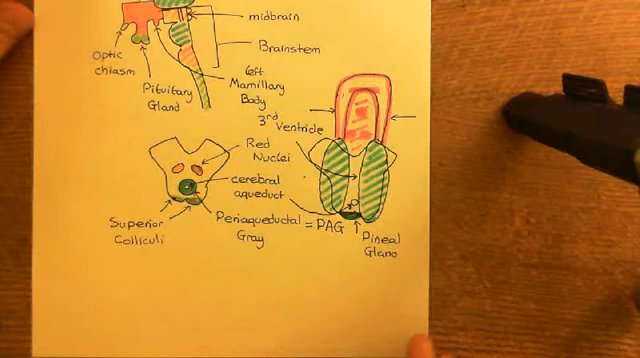 midbrain
Brainstem
Optic
chiasm
Pituitary
Gland
left
Mamillary
Body
3rd
Ventricle
Red
Nuclei
cerebral
aqueduct
Superior
Colliculi
Periaqueductal = PAG
Gray
Pineal
Gland